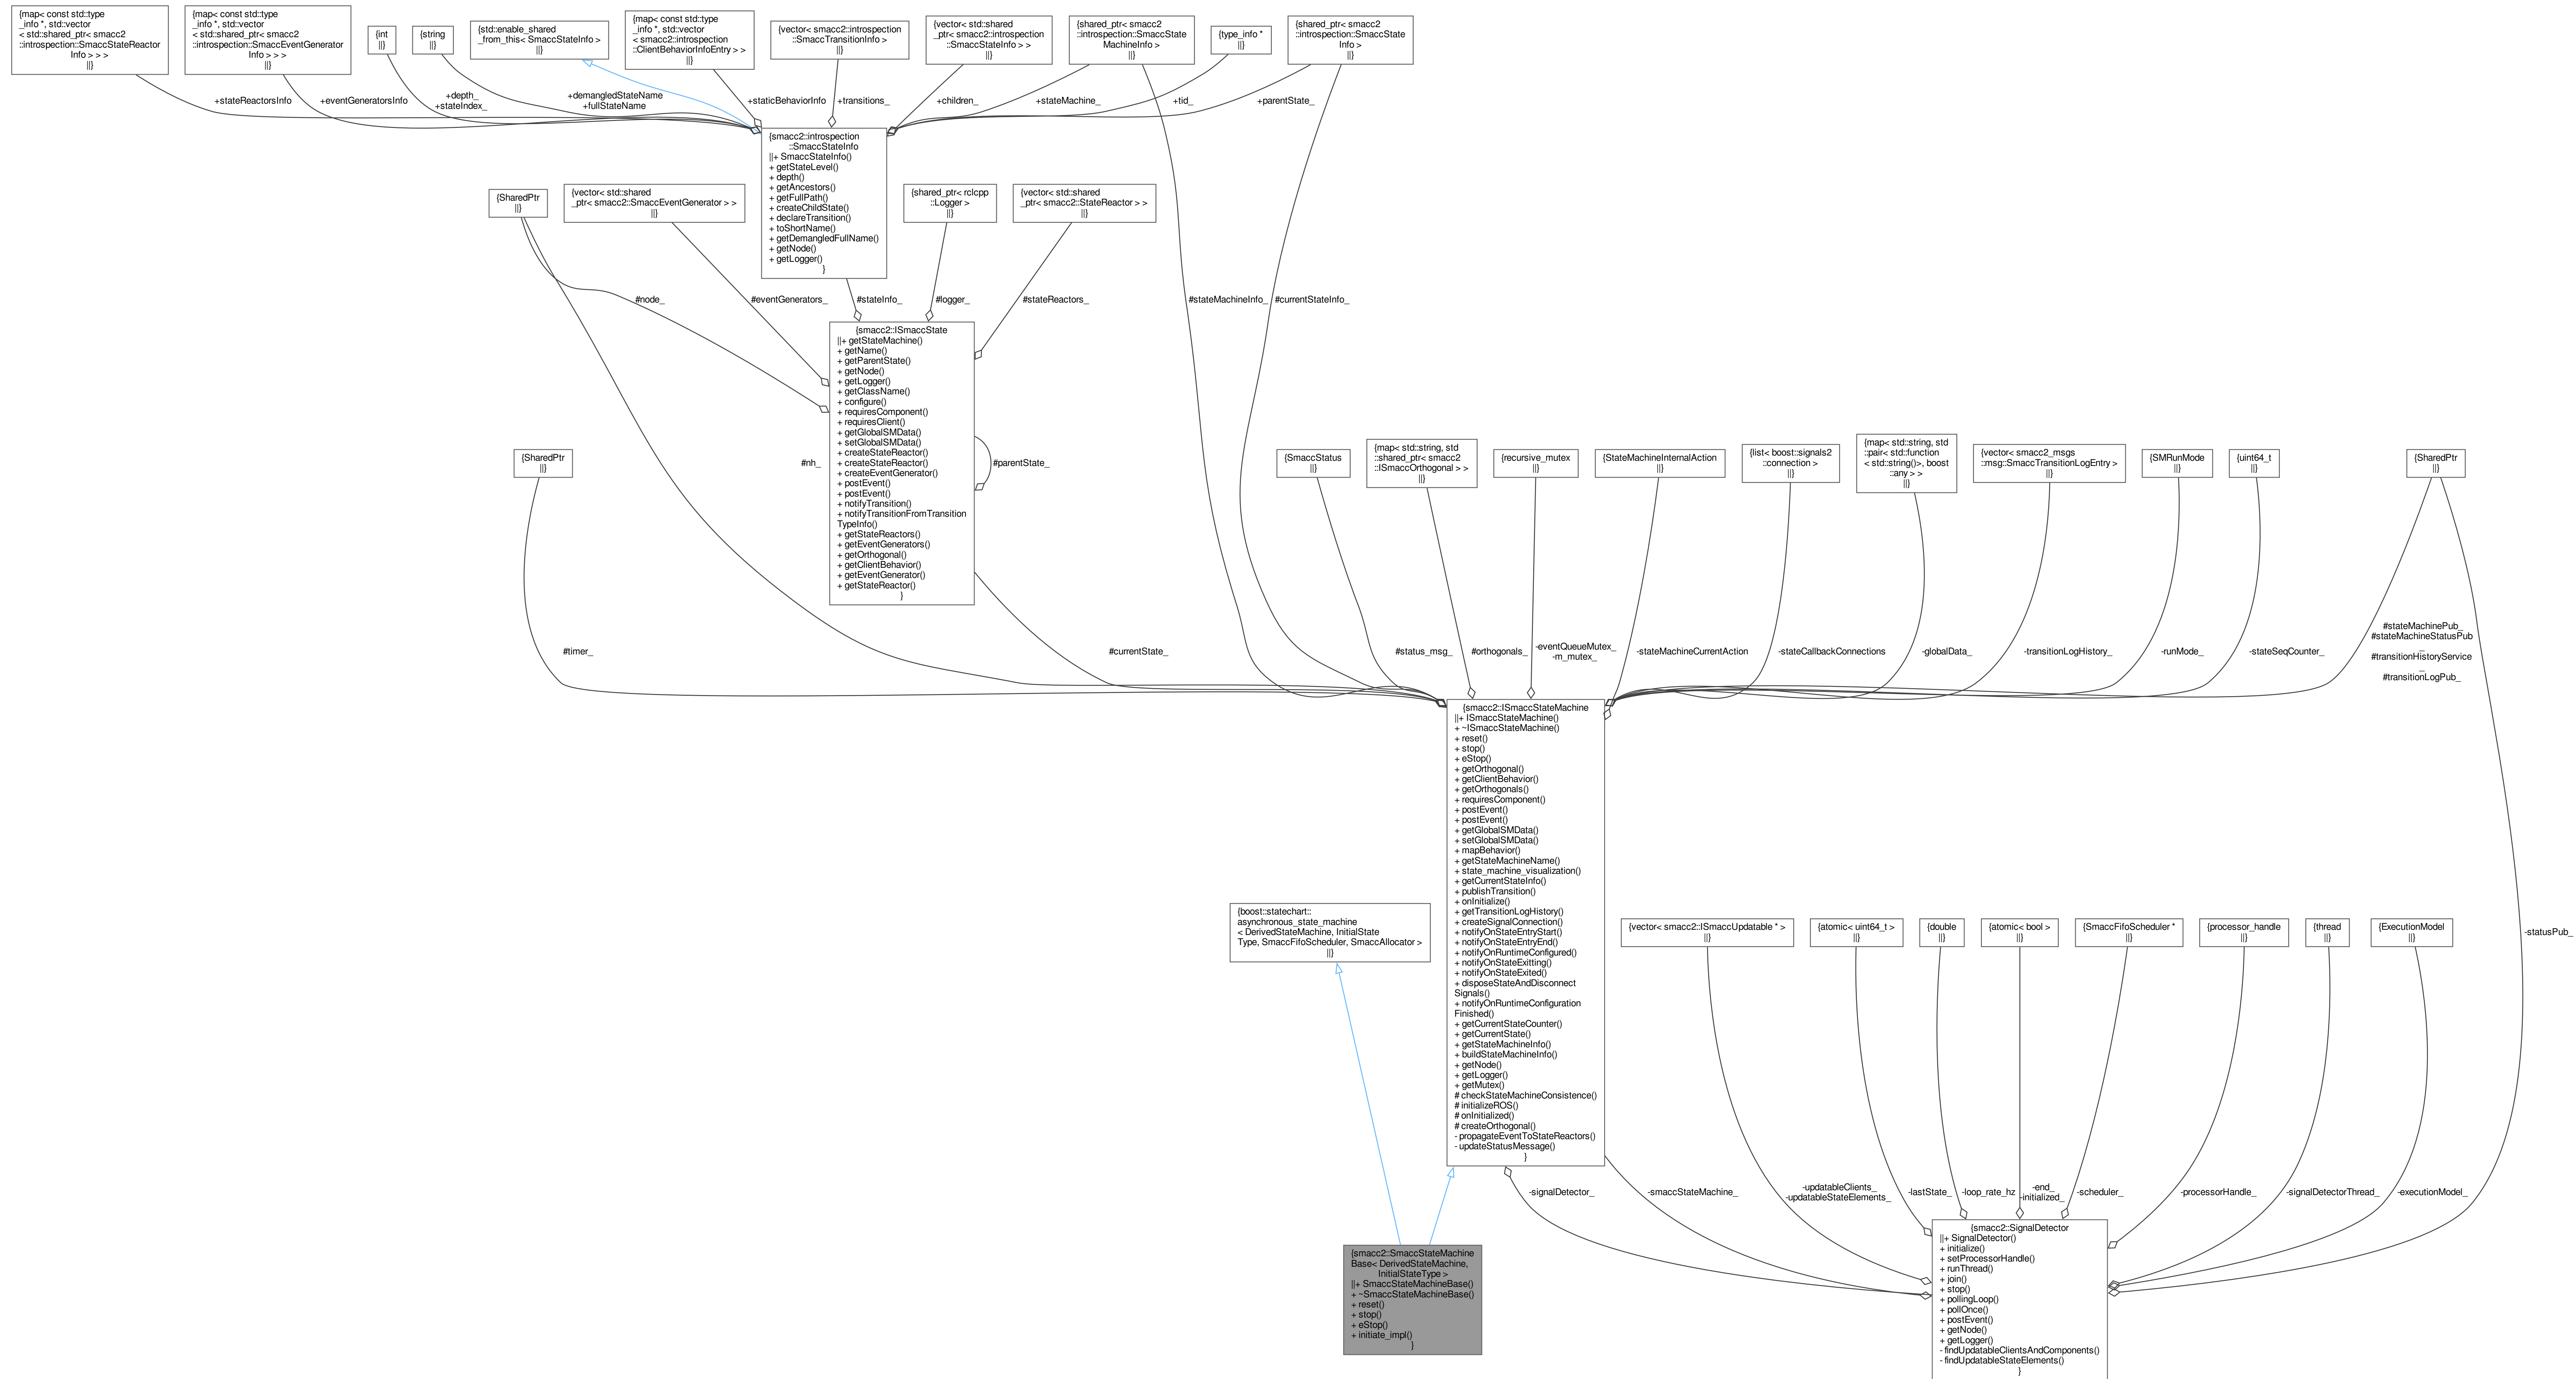 {map< const std::type
_info *, std::vector
< std::shared_ptr< smacc2
::introspection::SmaccStateReactor
Info > > >
||}
{map< const std::type
_info *, std::vector
< std::shared_ptr< smacc2
::introspection::SmaccEventGenerator
Info > > >
||}
{int
||}
{string
||}
{std::enable_shared
_from_this< SmaccStateInfo >
||}
{map< const std::type
_info *, std::vector
< smacc2::introspection
::ClientBehaviorInfoEntry > >
||}
{vector< smacc2::introspection
::SmaccTransitionInfo >
||}
{vector< std::shared
_ptr< smacc2::introspection
::SmaccStateInfo > >
||}
{shared_ptr< smacc2
::introspection::SmaccState
MachineInfo >
||}
{type_info *
||}
{shared_ptr< smacc2
::introspection::SmaccState
Info >
||}
+stateReactorsInfo
+eventGeneratorsInfo
+depth_
+stateIndex_
+demangledStateName
+fullStateName
+staticBehaviorInfo
+transitions_
+children_
+stateMachine_
+tid_
+parentState_
{smacc2::introspection
::SmaccStateInfo
||+ SmaccStateInfo()
+ getStateLevel()
+ depth()
+ getAncestors()
+ getFullPath()
+ createChildState()
+ declareTransition()
+ toShortName()
+ getDemangledFullName()
+ getNode()
+ getLogger()
}
{SharedPtr
||}
{vector< std::shared
_ptr< smacc2::SmaccEventGenerator > >
||}
{shared_ptr< rclcpp
::Logger >
||}
{vector< std::shared
_ptr< smacc2::StateReactor > >
||}
#node_
#eventGenerators_
#stateInfo_
#logger_
#stateReactors_
#stateMachineInfo_
#currentStateInfo_
{smacc2::ISmaccState
||+ getStateMachine()
+ getName()
+ getParentState()
+ getNode()
+ getLogger()
+ getClassName()
+ configure()
+ requiresComponent()
+ requiresClient()
+ getGlobalSMData()
+ setGlobalSMData()
+ createStateReactor()
+ createStateReactor()
+ createEventGenerator()
+ postEvent()
+ postEvent()
+ notifyTransition()
+ notifyTransitionFromTransition
TypeInfo()
+ getStateReactors()
+ getEventGenerators()
+ getOrthogonal()
+ getClientBehavior()
+ getEventGenerator()
+ getStateReactor()
}
#parentState_
{SharedPtr
||}
#nh_
{SmaccStatus
||}
{map< std::string, std
::shared_ptr< smacc2
::ISmaccOrthogonal > >
||}
{recursive_mutex
||}
{StateMachineInternalAction
||}
{list< boost::signals2
::connection >
||}
{map< std::string, std
::pair< std::function
< std::string()>, boost
::any > >
||}
{vector< smacc2_msgs
::msg::SmaccTransitionLogEntry >
||}
{SMRunMode
||}
{uint64_t
||}
{SharedPtr
||}
#timer_
#currentState_
#status_msg_
#orthogonals_
-eventQueueMutex_
-m_mutex_
-stateMachineCurrentAction
-stateCallbackConnections
-globalData_
-transitionLogHistory_
-runMode_
-stateSeqCounter_
#stateMachinePub_
#stateMachineStatusPub
_
#transitionHistoryService
_
#transitionLogPub_
{smacc2::ISmaccStateMachine
||+ ISmaccStateMachine()
+ ~ISmaccStateMachine()
+ reset()
+ stop()
+ eStop()
+ getOrthogonal()
+ getClientBehavior()
+ getOrthogonals()
+ requiresComponent()
+ postEvent()
+ postEvent()
+ getGlobalSMData()
+ setGlobalSMData()
+ mapBehavior()
+ getStateMachineName()
+ state_machine_visualization()
+ getCurrentStateInfo()
+ publishTransition()
+ onInitialize()
+ getTransitionLogHistory()
+ createSignalConnection()
+ notifyOnStateEntryStart()
+ notifyOnStateEntryEnd()
+ notifyOnRuntimeConfigured()
+ notifyOnStateExitting()
+ notifyOnStateExited()
+ disposeStateAndDisconnect
Signals()
+ notifyOnRuntimeConfiguration
Finished()
+ getCurrentStateCounter()
+ getCurrentState()
+ getStateMachineInfo()
+ buildStateMachineInfo()
+ getNode()
+ getLogger()
+ getMutex()
# checkStateMachineConsistence()
# initializeROS()
# onInitialized()
# createOrthogonal()
- propagateEventToStateReactors()
- updateStatusMessage()
}
{boost::statechart::
asynchronous_state_machine
< DerivedStateMachine, InitialState
Type, SmaccFifoScheduler, SmaccAllocator >
||}
{vector< smacc2::ISmaccUpdatable * >
||}
{atomic< uint64_t >
||}
{double
||}
{atomic< bool >
||}
{SmaccFifoScheduler *
||}
{processor_handle
||}
{thread
||}
{ExecutionModel
||}
-statusPub_
-signalDetector_
-smaccStateMachine_
-updatableClients_
-updatableStateElements_
-lastState_
-loop_rate_hz
-end_
-initialized_
-scheduler_
-processorHandle_
-signalDetectorThread_
-executionModel_
{smacc2::SmaccStateMachine
Base< DerivedStateMachine,
InitialStateType >
||+ SmaccStateMachineBase()
+ ~SmaccStateMachineBase()
+ reset()
+ stop()
+ eStop()
+ initiate_impl()
}
{smacc2::SignalDetector
||+ SignalDetector()
+ initialize()
+ setProcessorHandle()
+ runThread()
+ join()
+ stop()
+ pollingLoop()
+ pollOnce()
+ postEvent()
+ getNode()
+ getLogger()
- findUpdatableClientsAndComponents()
- findUpdatableStateElements()
}